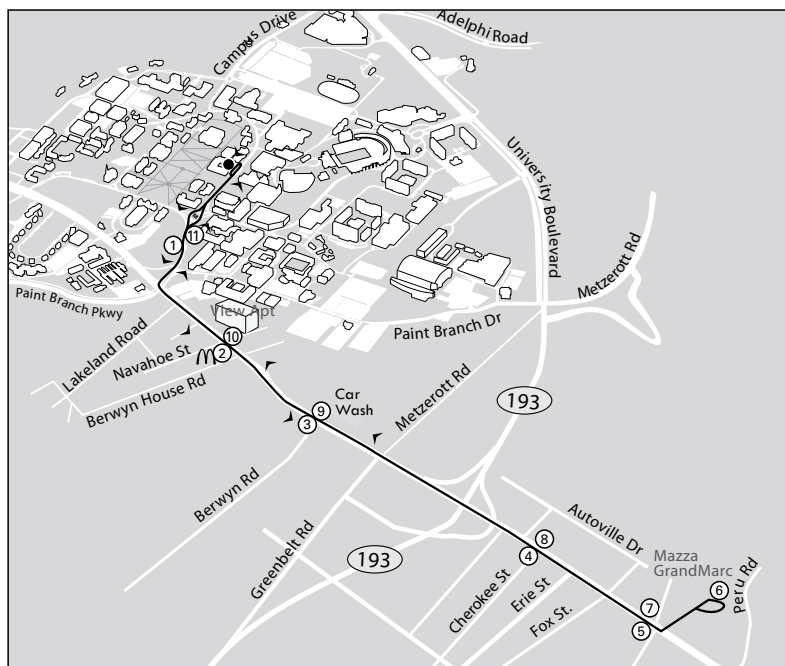 Adelphi Road
Campus Drive
University Boulevard
Metzerott Rd
11
1
Paint Branch Pkwy
View Apt
Paint Branch Dr
Lakeland Road
10
Navahoe St
2
Berwyn House Rd
Metzerott Rd
193
Car
Wash
9
3
Berwyn Rd
Greenbelt Rd
Autoville Dr
193
8
4
Cherokee St
Erie St
Fox St.
Mazza
GrandMarc
Peru Rd
6
7
5